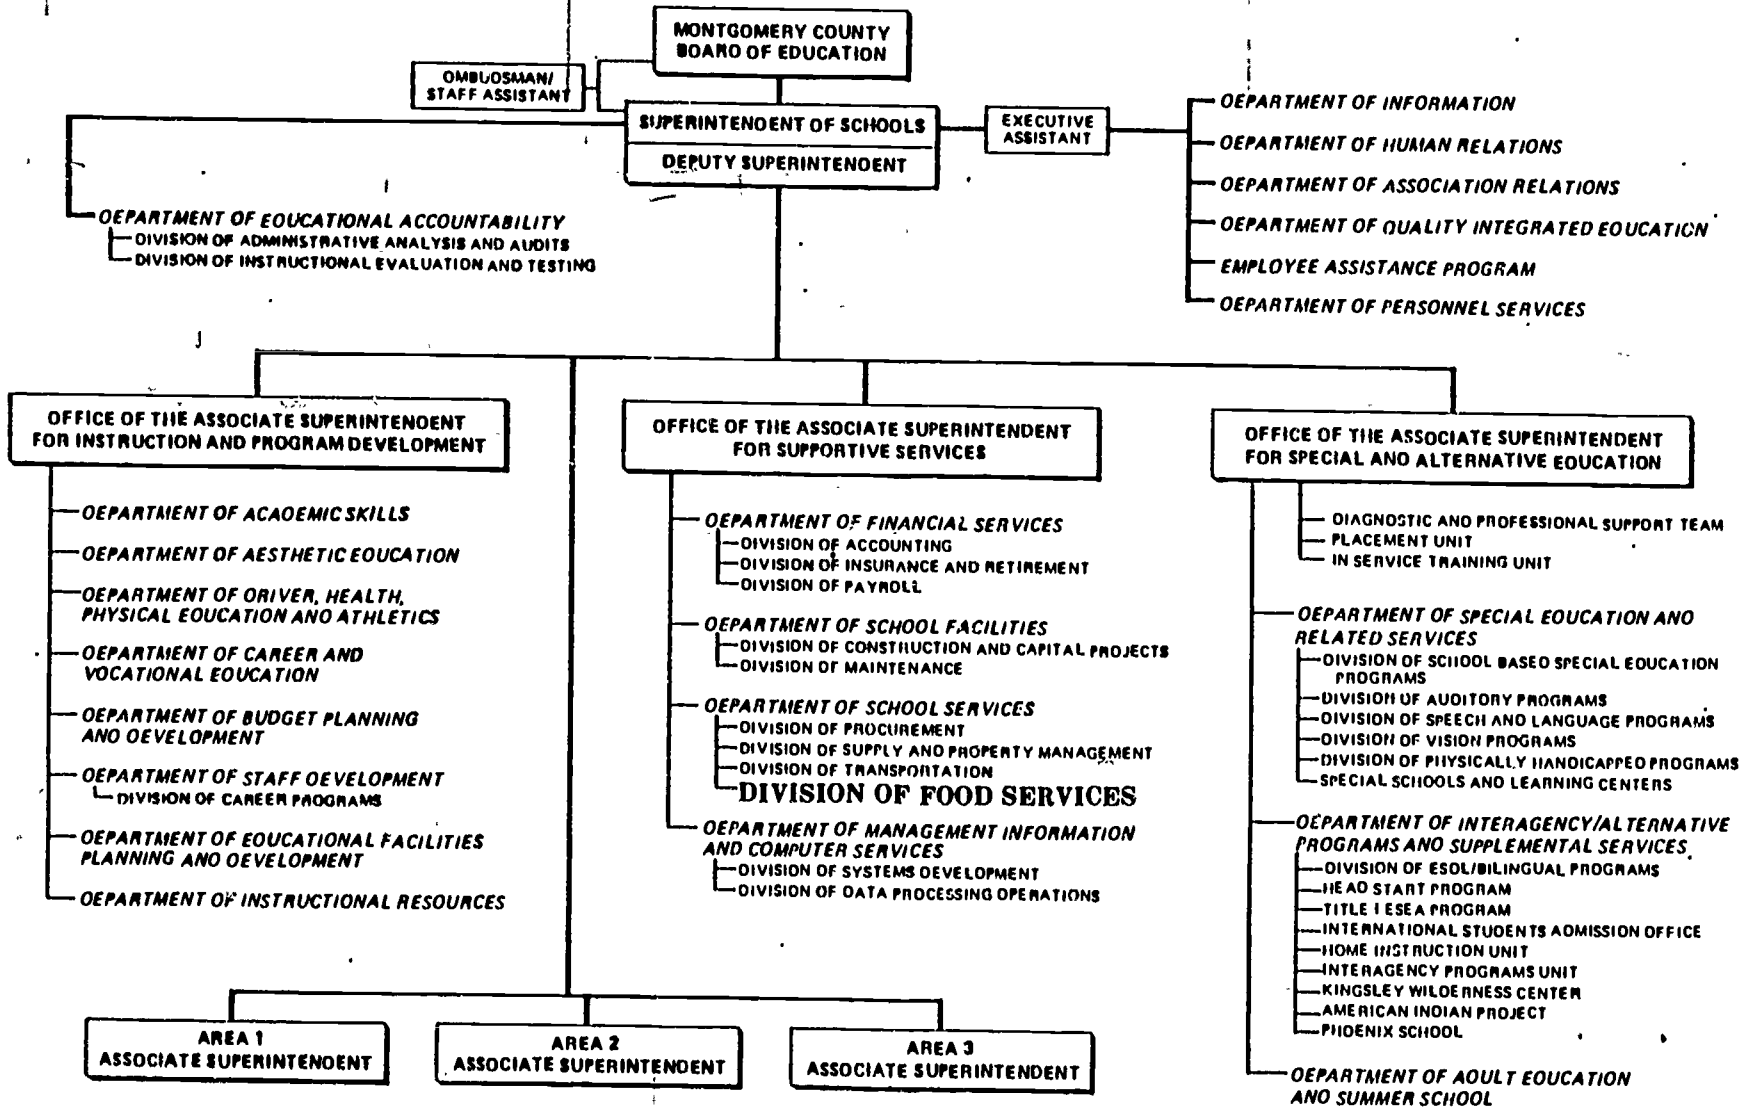 MONTGOMERY COUNTY
BOARD OF EDUCATION
OMBUDSMAN/
STAFF ASSISTANT
SUPERINTENDENT OF SCHOOLS
DEPUTY SUPERINTENDENT
EXECUTIVE
ASSISTANT
DEPARTMENT OF INFORMATION
DEPARTMENT OF HUMAN RELATIONS
DEPARTMENT OF ASSOCIATION RELATIONS
DEPARTMENT OF QUALITY INTEGRATED EDUCATION
EMPLOYEE ASSISTANCE PROGRAM
DEPARTMENT OF PERSONNEL SERVICES
DEPARTMENT OF EDUCATIONAL ACCOUNTABILITY
DIVISION OF ADMINISTRATIVE ANALYSIS AND AUDITS
DIVISION OF INSTRUCTIONAL EVALUATION AND TESTING
OFFICE OF THE ASSOCIATE SUPERINTENDENT
FOR INSTRUCTION AND PROGRAM DEVELOPMENT
DEPARTMENT OF ACADEMIC SKILLS
DEPARTMENT OF AESTHETIC EDUCATION
DEPARTMENT OF DRIVER, HEALTH,
PHYSICAL EDUCATION AND ATHLETICS
DEPARTMENT OF CAREER AND
VOCATIONAL EDUCATION
DEPARTMENT OF BUDGET PLANNING
AND DEVELOPMENT
DEPARTMENT OF STAFF DEVELOPMENT
DIVISION OF CAREER PROGRAMS
DEPARTMENT OF EDUCATIONAL FACILITIES
PLANNING AND DEVELOPMENT
DEPARTMENT OF INSTRUCTIONAL RESOURCES
OFFICE OF THE ASSOCIATE SUPERINTENDENT
FOR SUPPORTIVE SERVICES
DEPARTMENT OF FINANCIAL SERVICES
DIVISION OF ACCOUNTING
DIVISION OF INSURANCE AND RETIREMENT
DIVISION OF PAYROLL
DEPARTMENT OF SCHOOL FACILITIES
DIVISION OF CONSTRUCTION AND CAPITAL PROJECTS
DIVISION OF MAINTENANCE
DEPARTMENT OF SCHOOL SERVICES
DIVISION OF PROCUREMENT
DIVISION OF SUPPLY AND PROPERTY MANAGEMENT
DIVISION OF TRANSPORTATION
DIVISION OF FOOD SERVICES
DEPARTMENT OF MANAGEMENT INFORMATION
AND COMPUTER SERVICES
DIVISION OF SYSTEMS DEVELOPMENT
DIVISION OF DATA PROCESSING OPERATIONS
OFFICE OF THE ASSOCIATE SUPERINTENDENT
FOR SPECIAL AND ALTERNATIVE EDUCATION
DIAGNOSTIC AND PROFESSIONAL SUPPORT TEAM
PLACEMENT UNIT
IN SERVICE TRAINING UNIT
DEPARTMENT OF SPECIAL EDUCATION AND
RELATED SERVICES
DIVISION OF SCHOOL BASED SPECIAL EDUCATION
PROGRAMS
DIVISION OF AUDITORY PROGRAMS
DIVISION OF SPEECH AND LANGUAGE PROGRAMS
DIVISION OF VISION PROGRAMS
DIVISION OF PHYSICALLY HANDICAPPED PROGRAMS
SPECIAL SCHOOLS AND LEARNING CENTERS
DEPARTMENT OF INTERAGENCY/ALTERNATIVE
PROGRAMS AND SUPPLEMENTAL SERVICES
DIVISION OF ESOL/BILINGUAL PROGRAMS
HEAD START PROGRAM
TITLE I ESEA PROGRAM
INTERNATIONAL STUDENTS ADMISSION OFFICE
HOME INSTRUCTION UNIT
INTERAGENCY PROGRAMS UNIT
KINGSLEY WILDERNESS CENTER
AMERICAN INDIAN PROJECT
PHOENIX SCHOOL
DEPARTMENT OF ADULT EDUCATION
AND SUMMER SCHOOL
AREA 1
ASSOCIATE SUPERINTENDENT
AREA 2
ASSOCIATE SUPERINTENDENT
AREA 3
ASSOCIATE SUPERINTENDENT